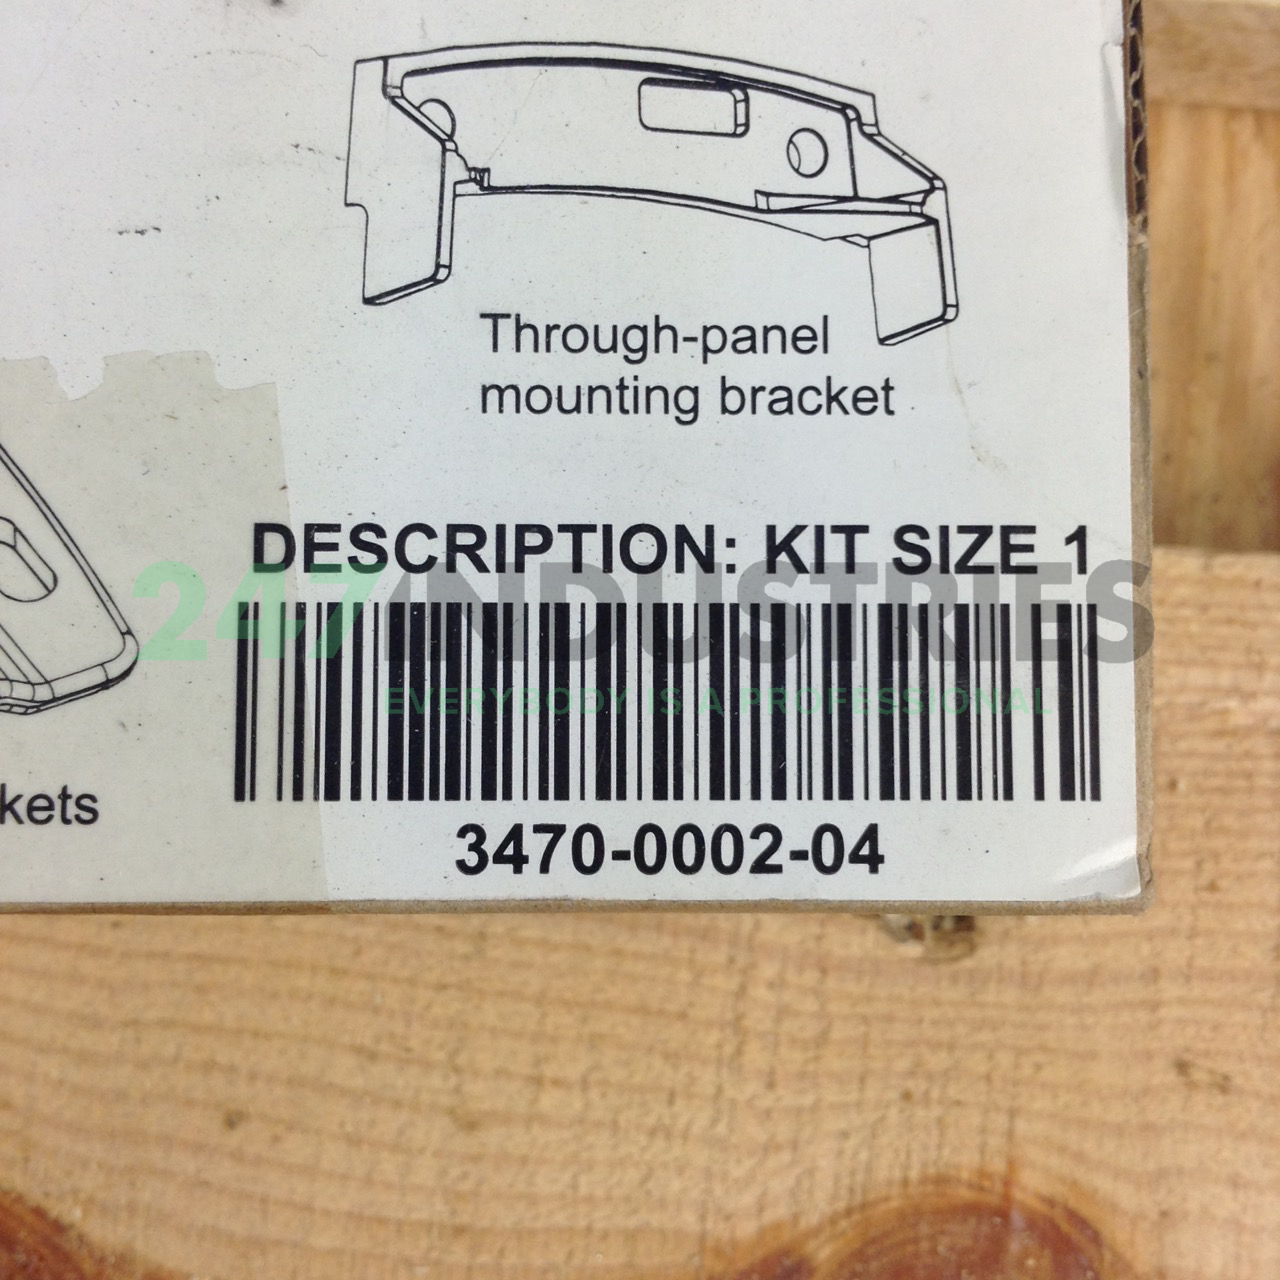 Through-panel
mounting bracket
DESCRIPTION: KIT SIZE 1
247INDUSTRIES
EVERYBODY IS A PROFESSIONAL
kets
3470-0002-04